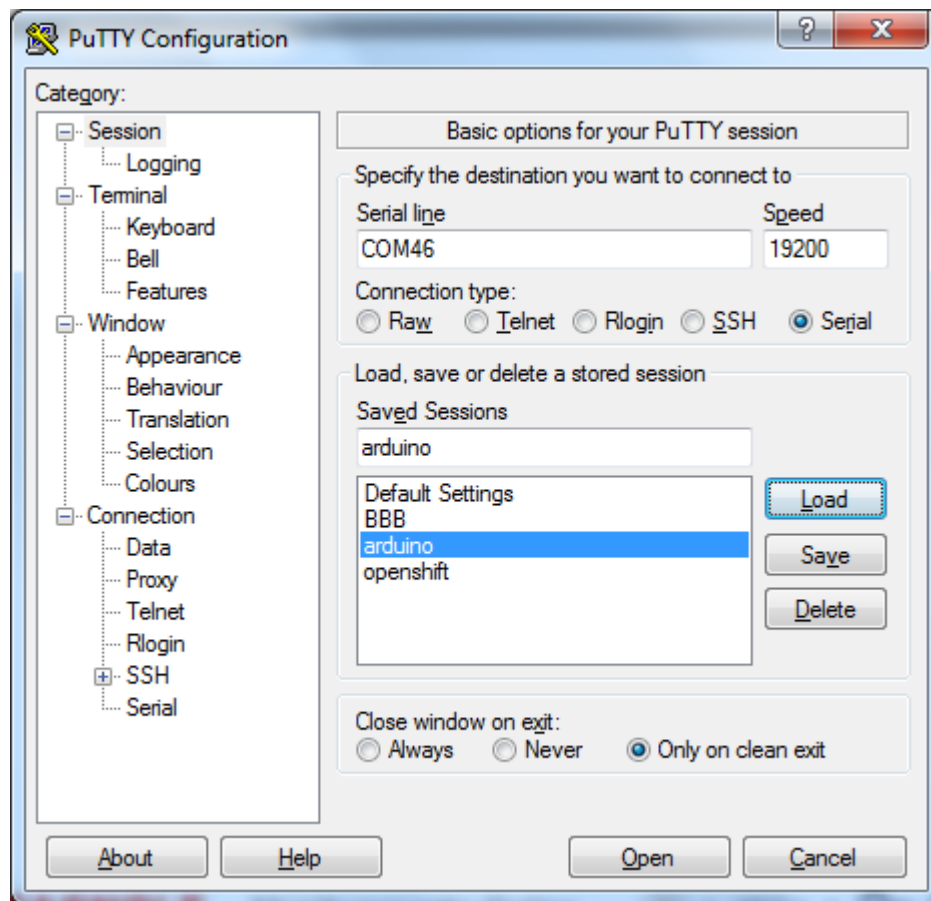 PuTTY Configuration
?
X
Category:
Session
Logging
Terminal
Keyboard
Bell
Features
Window
Appearance
Behaviour
Translation
Selection
Colours
Connection
Data
Proxy
Telnet
Rlogin
SSH
Serial
Basic options for your PuTTY session
Specify the destination you want to connect to
Serial line Speed
COM46 19200
Connection type:
Raw Telnet Rlogin SSH Serial
Load, save or delete a stored session
Saved Sessions
arduino
Default Settings
BBB
arduino
openshift
Load
Save
Delete
Close window on exit:
Always Never Only on clean exit
About Help Open Cancel